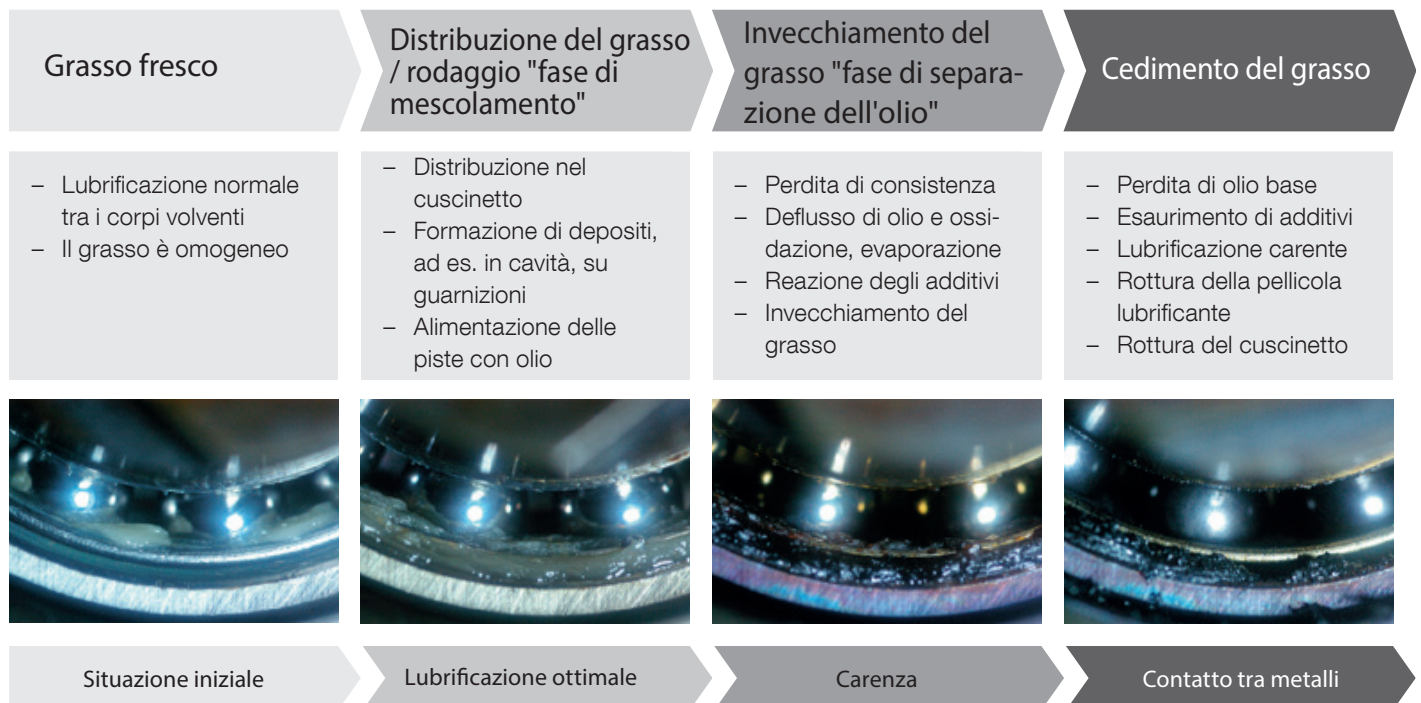 Grasso fresco
Distribuzione del grasso
/ rodaggio "fase di
mescolamento"
Invecchiamento del
grasso "fase di separa-
zione dell'olio"
Cedimento del grasso
– Lubrificazione normale
tra i corpi volventi
– Il grasso è omogeneo
– Distribuzione nel
cuscinetto
– Formazione di depositi,
ad es. in cavità, su
guarnizioni
– Alimentazione delle
piste con olio
– Perdita di consistenza
– Deflusso di olio e ossi-
dazione, evaporazione
– Reazione degli additivi
– Invecchiamento del
grasso
– Perdita di olio base
– Esaurimento di additivi
– Lubrificazione carente
– Rottura della pellicola
lubrificante
– Rottura del cuscinetto
Situazione iniziale
Lubrificazione ottimale
Carenza
Contatto tra metalli